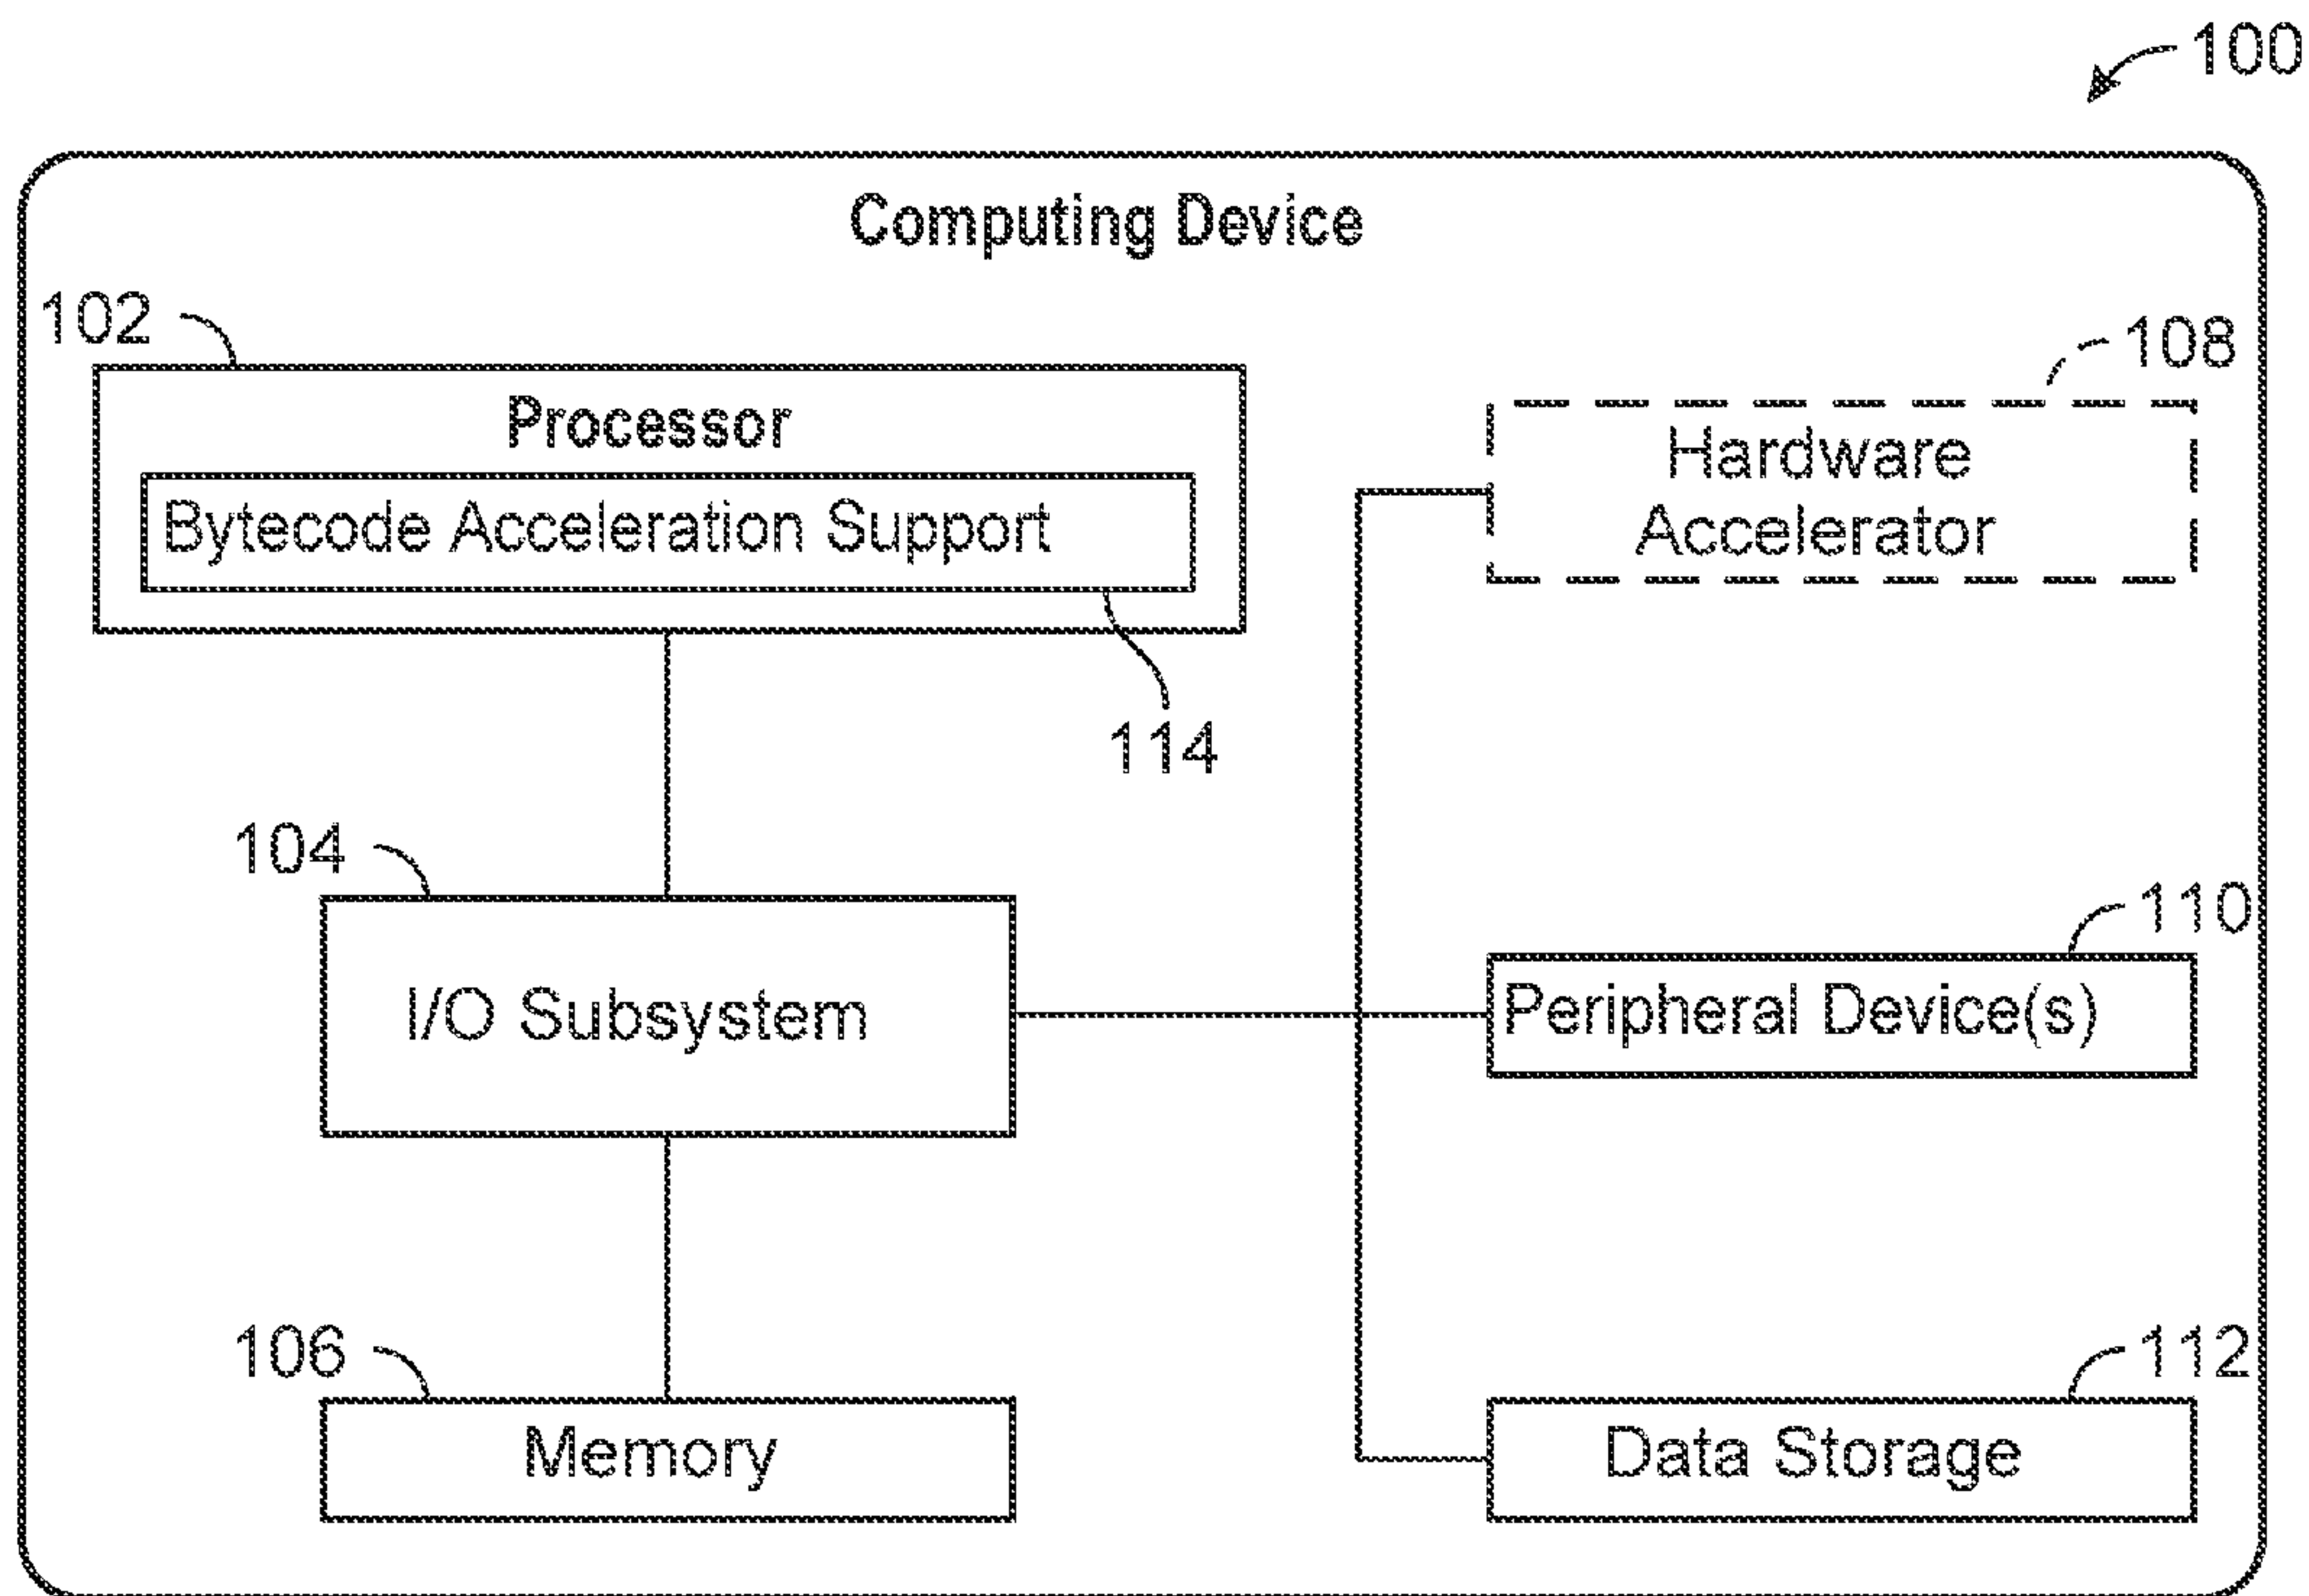 100
Computing Device
102
108
Processor
Hardware
Accelerator
Bytecode Acceleration Support
114
104
110
I/O Subsystem
Peripheral Device(s)
106
112
Memory
Data Storage